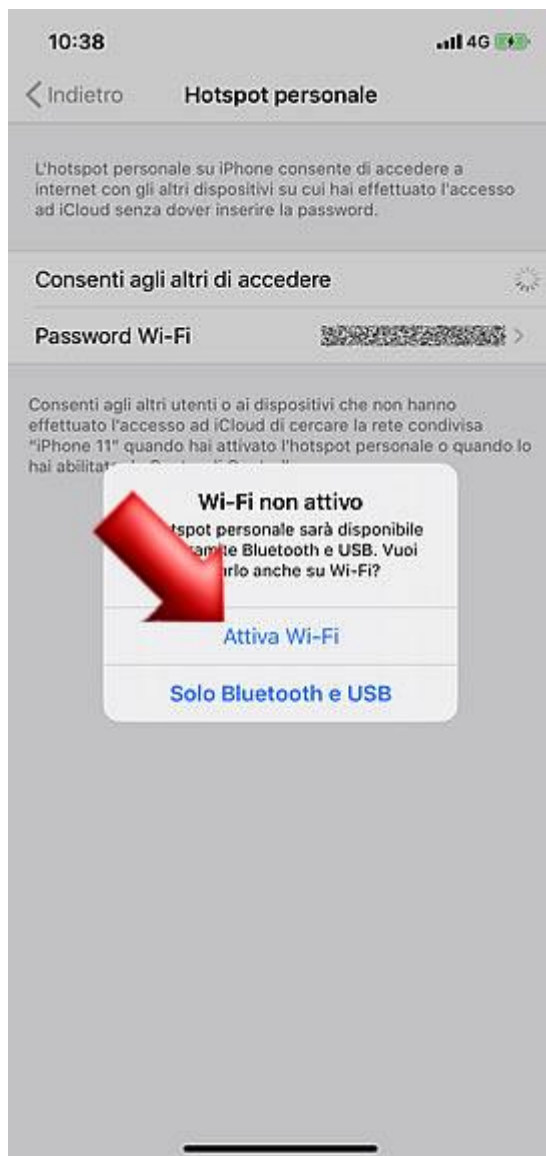 10:38
4G
Indietro
Hotspot personale
L'hotspot personale su iPhone consente di accedere a
internet con gli altri dispositivi su cui hai effettuato l'accesso
ad iCloud senza dover inserire la password.
Consenti agli altri di accedere
Password Wi-Fi
Consenti agli altri utenti o ai dispositivi che non hanno
effettuato l'accesso ad iCloud di cercare la rete condivisa
"iPhone 11" quando hai attivato l'hotspot personale o quando lo
hai
Wi-Fi non attivo
personale sarà disponibile
Bluetooth e USB. Vuoi
anche su Wi-Fi?
Attiva Wi-Fi
Solo Bluetooth e USB